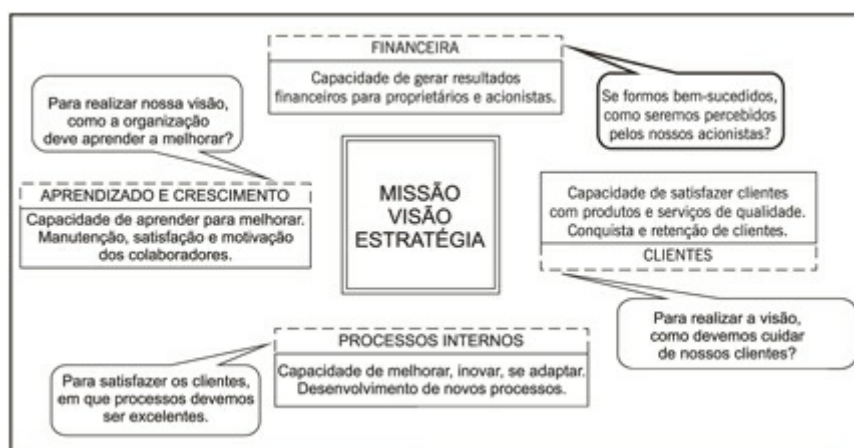 FINANCEIRA
Capacidade de gerar resultados
financeiros para proprietários e acionistas.
Se formos bem-sucedidos,
como seremos percebidos
pelos nossos acionistas?
Para realizar nossa visão,
como a organização
deve aprender a melhorar?
APRENDIZADO E CRESCIMENTO
Capacidade de aprender para melhorar.
Manutenção, satisfação e motivação
dos colaboradores.
MISSÃO
VISÃO
ESTRATÉGIA
Capacidade de satisfazer clientes
com produtos e serviços de qualidade.
Conquista e retenção de clientes.
CLIENTES
Para realizar a visão,
como devemos cuidar
de nossos clientes?
PROCESSOS INTERNOS
Capacidade de melhorar, inovar, se adaptar.
Desenvolvimento de novos processos.
Para satisfazer os clientes,
em que processos devemos
ser excelentes.